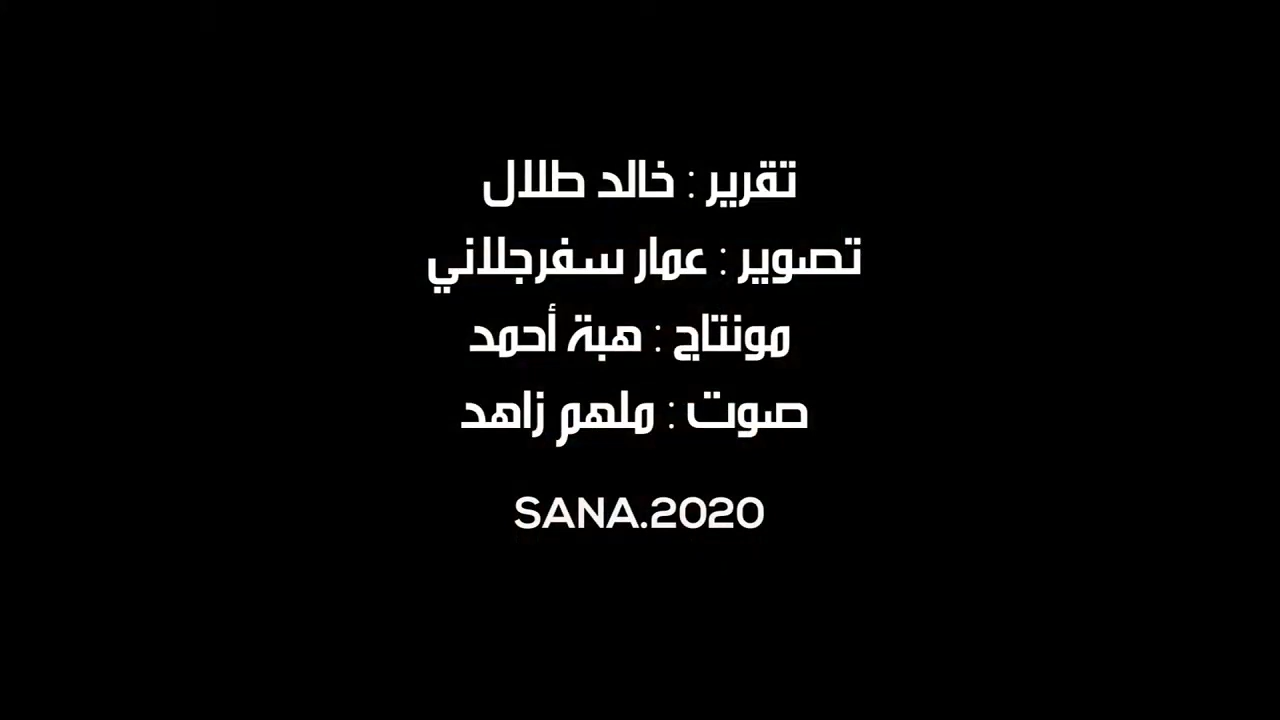 تقرير : خالد طلال
تصوير : عمار سفرجلاني
مونتاج : هبة أحمد
صوت : ملهم زاهد
SANA.2020